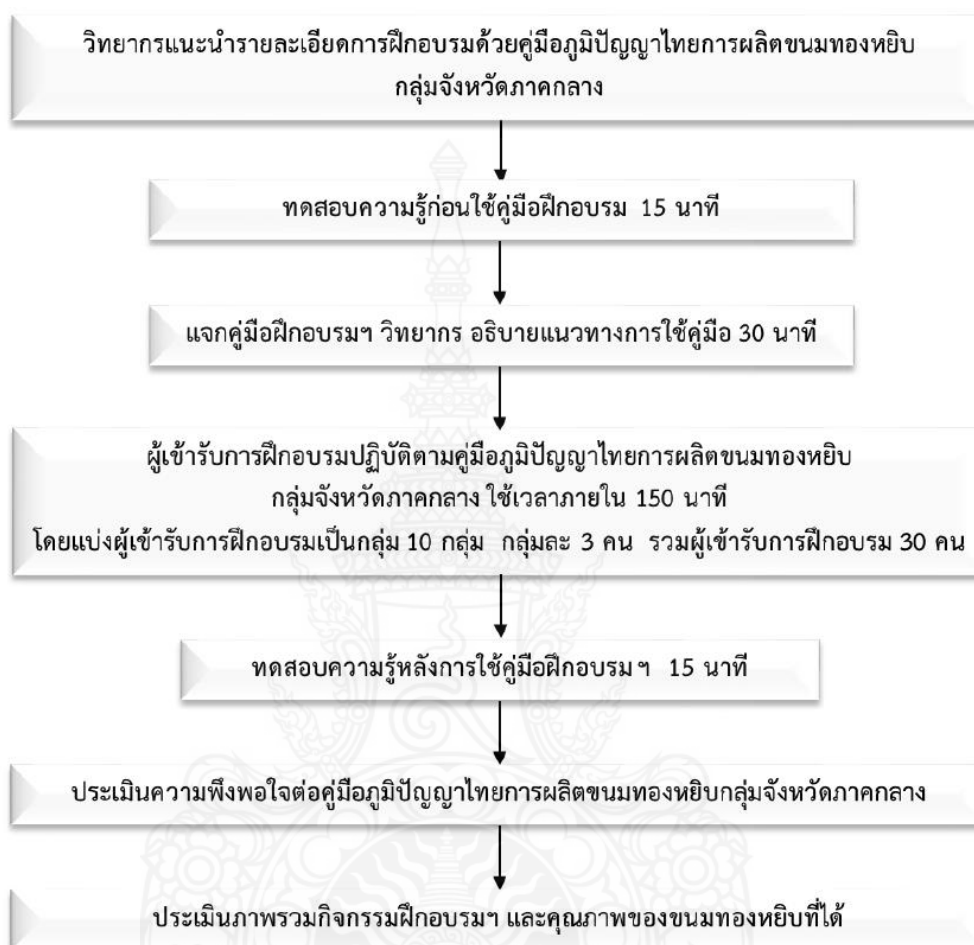 วิทยากรแนะนำรายละเอียดการฝึกอบรมด้วยคู่มือภูมิปัญญาไทยการผลิตขนมทองหยิบ
กลุ่มจังหวัดภาคกลาง
ทดสอบความรู้ก่อนใช้คู่มือฝึกอบรม 15 นาที
แจกคู่มือฝึกอบรมฯ วิทยากร อธิบายแนวทางการใช้คู่มือ 30 นาที
ผู้เข้ารับการฝึกอบรมปฏิบัติตามคู่มือภูมิปัญญาไทยการผลิตขนมทองหยิบ
กลุ่มจังหวัดภาคกลาง ใช้เวลาภายใน 150 นาที
โดยแบ่งผู้เข้ารับการฝึกอบรมเป็นกลุ่ม 10 กลุ่ม กลุ่มละ 3 คน รวมผู้เข้ารับการฝึกอบรม 30 คน
ทดสอบความรู้หลังการใช้คู่มือฝึกอบรม ฯ 15 นาที
ประเมินความพึงพอใจต่อคู่มือภูมิปัญญาไทยการผลิตขนมทองหยิบกลุ่มจังหวัดภาคกลาง
ประเมินภาพรวมกิจกรรมฝึกอบรมฯ และคุณภาพของขนมทองหยิบที่ได้